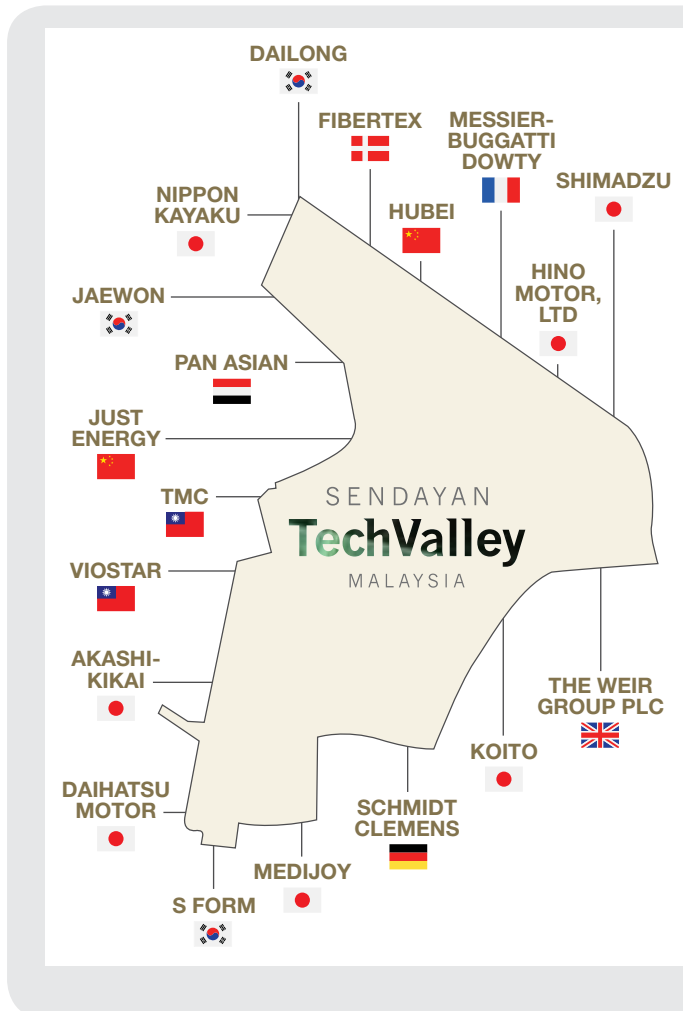 DAILONG
FIBERTEX
MESSIER-
BUGGATTI
DOWTY
SHIMADZU
NIPPON
KAYAKU
HUBEI
HINO
MOTOR,
LTD
JAEWON
PAN ASIAN
JUST
ENERGY
TMC
SENDAYAN
TechValley
MALAYSIA
VIOSTAR
AKASHI-
KIKAI
THE WEIR
GROUP PLC
KOITO
DAIHATSU
MOTOR
SCHMIDT
CLEMENS
MEDIJOY
S FORM